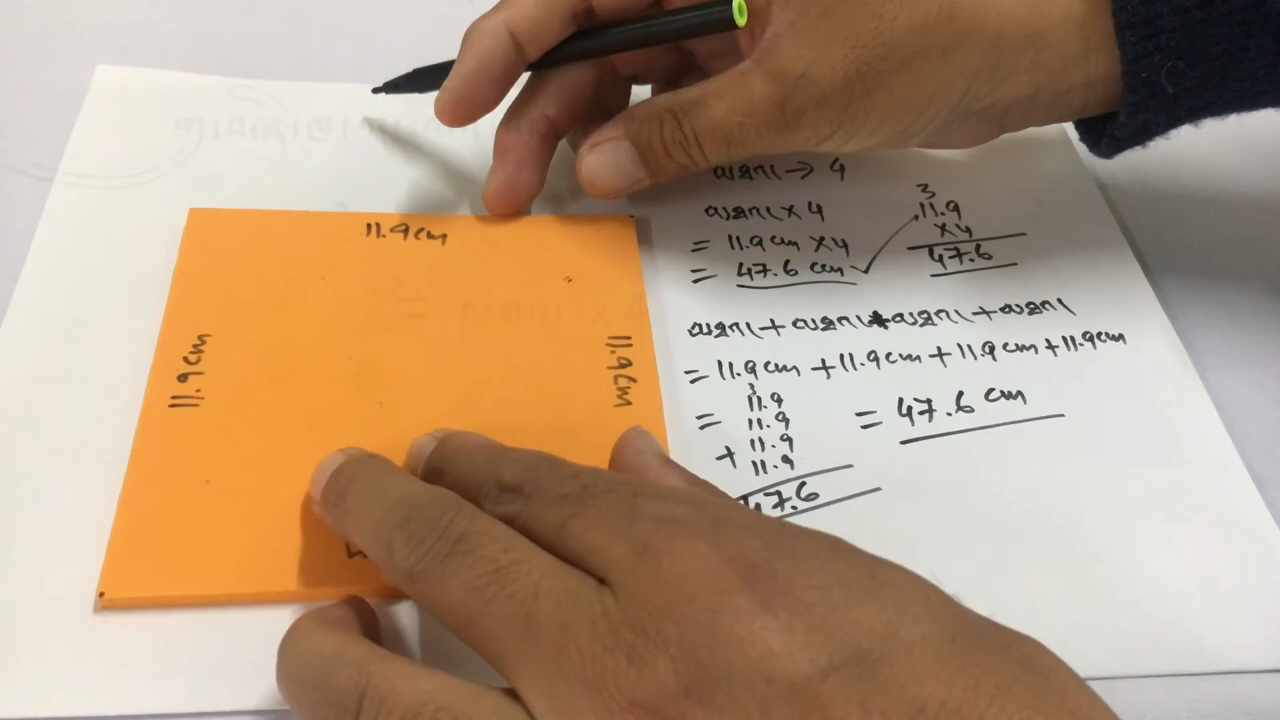 11.9cm
11.9cm
11.9cm
→ 4
x 4
= 11.9cm x4
= 47.6 cm
3
11.9
x4
47.6
= 11.9cm + 11.9cm + 11.9cm + 11.9cm
= 11.9
11.9
11.9
+ 11.9
47.6
= 47.6 cm